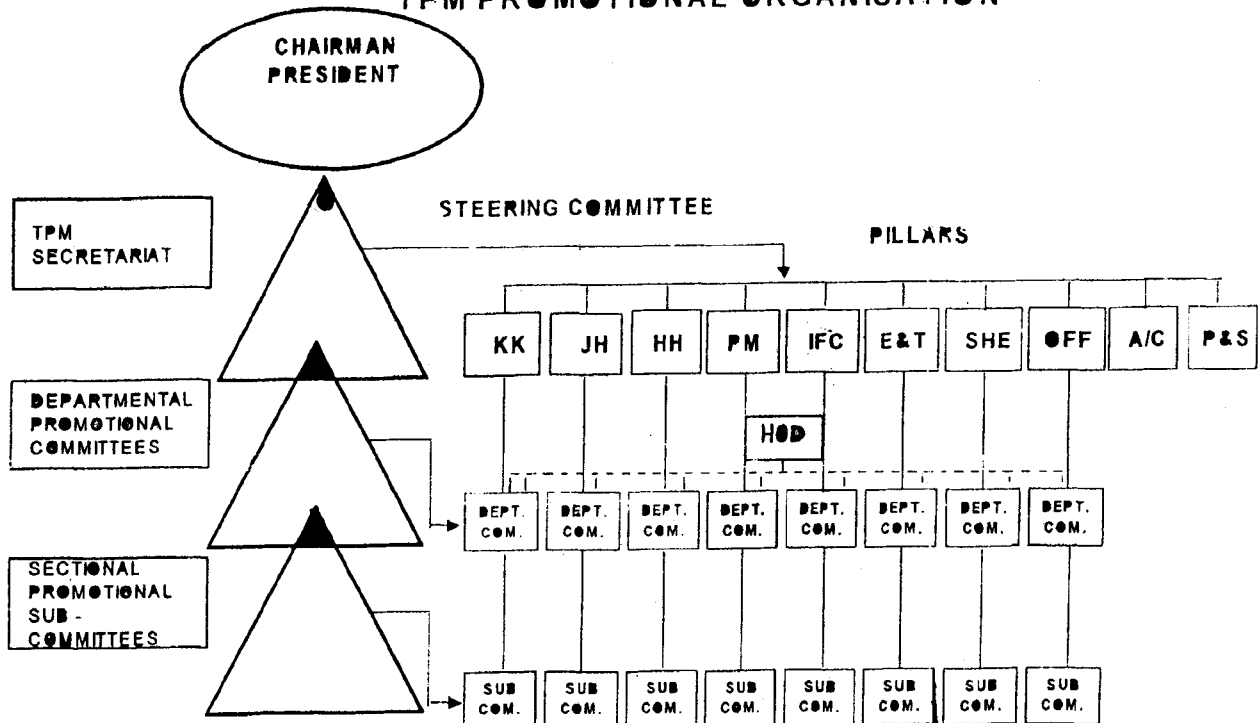 TPM PROMOTIONAL ORGANISATION
CHAIRMAN
PRESIDENT
TPM
SECRETARIAT
STEERING COMMITTEE
PILLARS
KK
JH
HH
PM
IFC
E&T
SHE
OFF
A/C
P&S
DEPARTMENTAL
PROMOTIONAL
COMMITTEES
HOD
DEPT.
COM.
DEPT.
COM.
DEPT.
COM.
DEPT.
COM.
DEPT.
COM.
DEPT.
COM.
DEPT.
COM.
DEPT.
COM.
SECTIONAL
PROMOTIONAL
SUB -
COMMITTEES
SUB
COM.
SUB
COM.
SUB
COM.
SUB
COM.
SUB
COM.
SUB
COM.
SUB
COM.
SUB
COM.